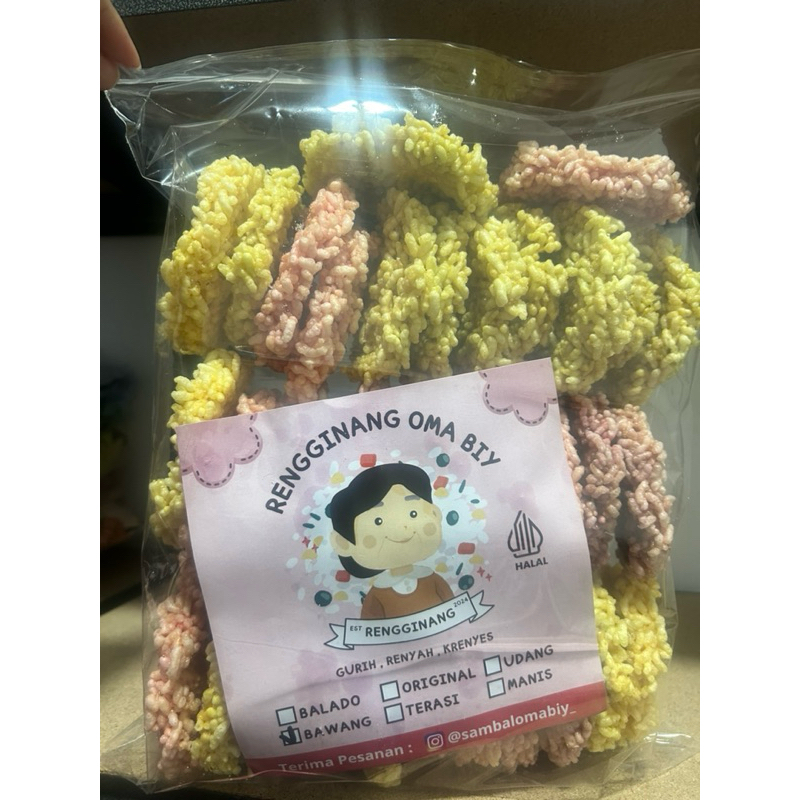 RENGGINANG OMA BIY
HALAL
EST RENGGINANG 2024
GURIH , RENYAH , KRENYES
BALADO ORIGINAL UDANG
BAWANG TERASI MANIS
Terima Pesanan : @sambalomabiy_